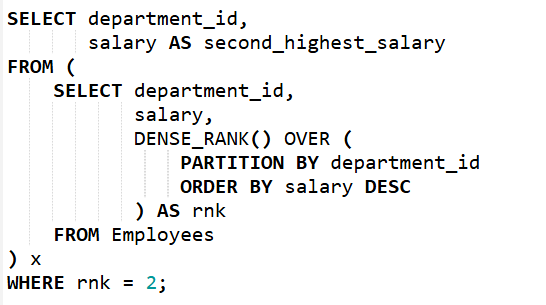 SELECT department_id,
       salary AS second_highest_salary
FROM (
    SELECT department_id,
           salary,
           DENSE_RANK() OVER (
               PARTITION BY department_id
               ORDER BY salary DESC
           ) AS rnk
    FROM Employees
) x
WHERE rnk = 2;